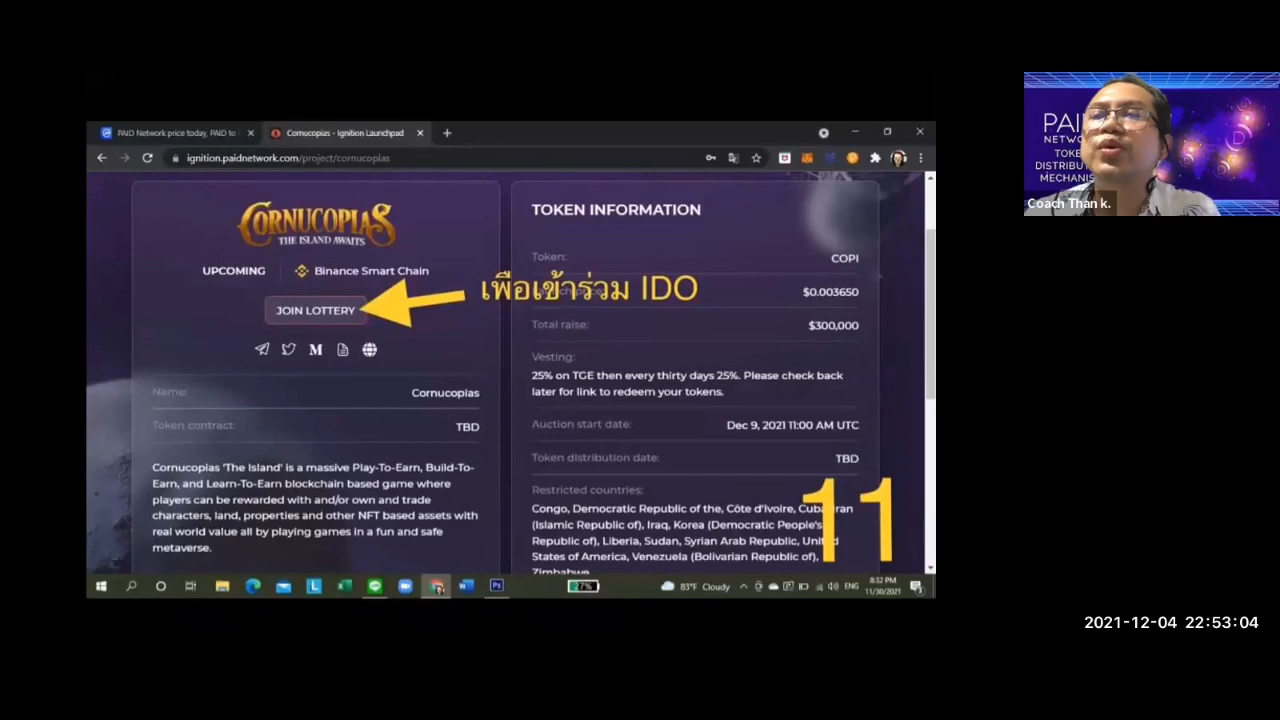 PAID Network price today, PAID to
Cornucopias - Ignition Launchpad
ignition.paidnetwork.com/project/cornucopias
CORNUCOPIAS
THE ISLAND AWAITS
UPCOMING
Binance Smart Chain
JOIN LOTTERY
เพื่อเข้าร่วม IDO
Name:
Cornucopias
Token contract:
TBD
Cornucopias 'The Island' is a massive Play-To-Earn, Build-To-
Earn, and Learn-To-Earn blockchain based game where
players can be rewarded with and/or own and trade
characters, land, properties and other NFT based assets with
real world value all by playing games in a fun and safe
metaverse.
TOKEN INFORMATION
Token:
COPI
$0.003650
Total raise:
$300,000
Vesting:
25% on TGE then every thirty days 25%. Please check back
later for link to redeem your tokens.
Auction start date:
Dec 9, 2021 11:00 AM UTC
Token distribution date:
TBD
Restricted countries:
Congo, Democratic Republic of the, Côte d'Ivoire, Cuba
(Islamic Republic of), Iraq, Korea (Democratic People's
Republic of), Liberia, Sudan, Syrian Arab Republic,
States of America, Venezuela (Bolivarian Republic of),
Zimbabwe
11
27%
83°F Cloudy
ENG
8:32 PM
11/30/2021
PAID
TOKE
DISTRIBUT
MECHANIS
Coach Than k.
2021-12-04 22:53:04